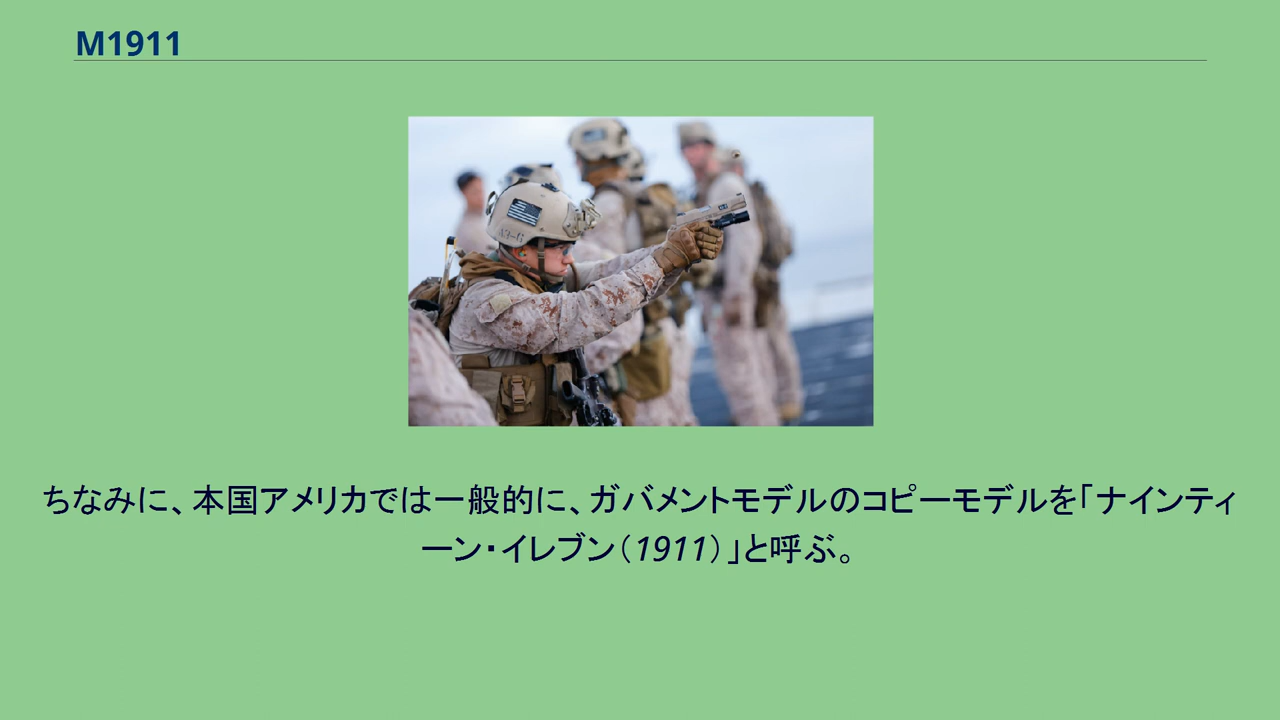 M1911
ちなみに、本国アメリカでは一般的に、ガバメントモデルのコピーモデルを「ナインティ
ーン・イレブン（1911）」と呼ぶ。